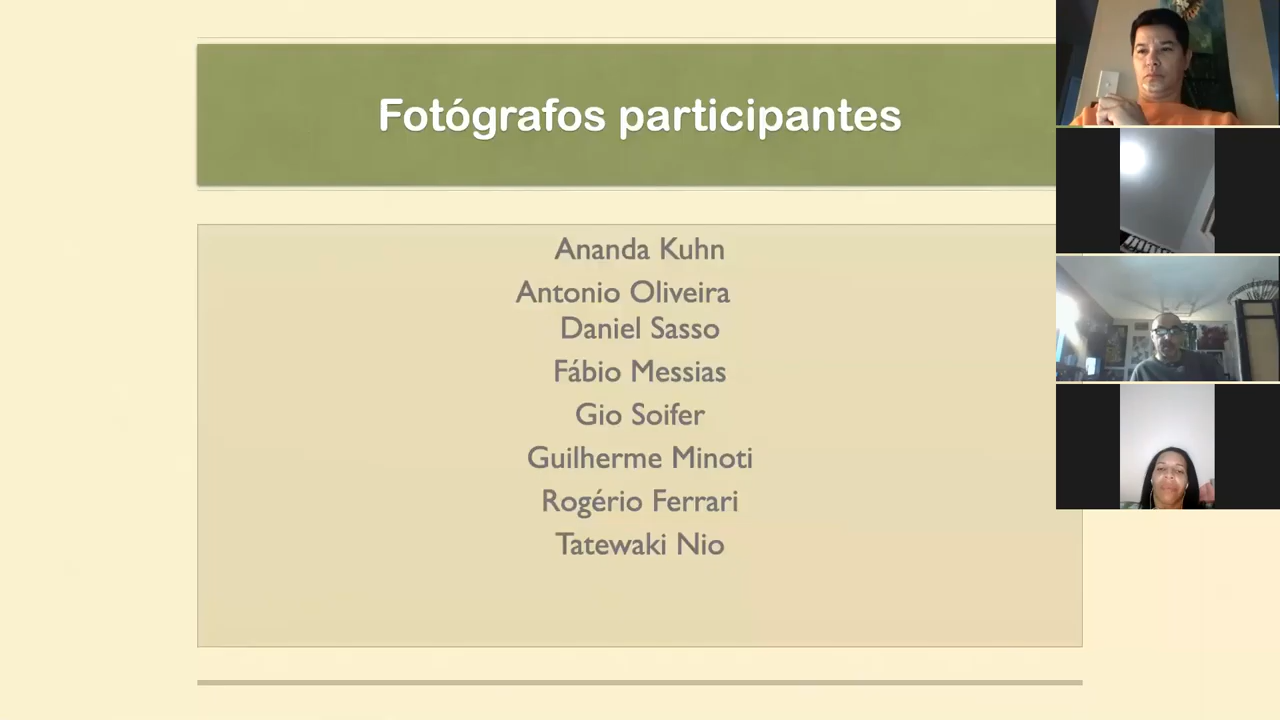 Fotógrafos participantes
Ananda Kuhn
Antonio Oliveira
Daniel Sasso
Fábio Messias
Gio Soifer
Guilherme Minoti
Rogério Ferrari
Tatewaki Nio